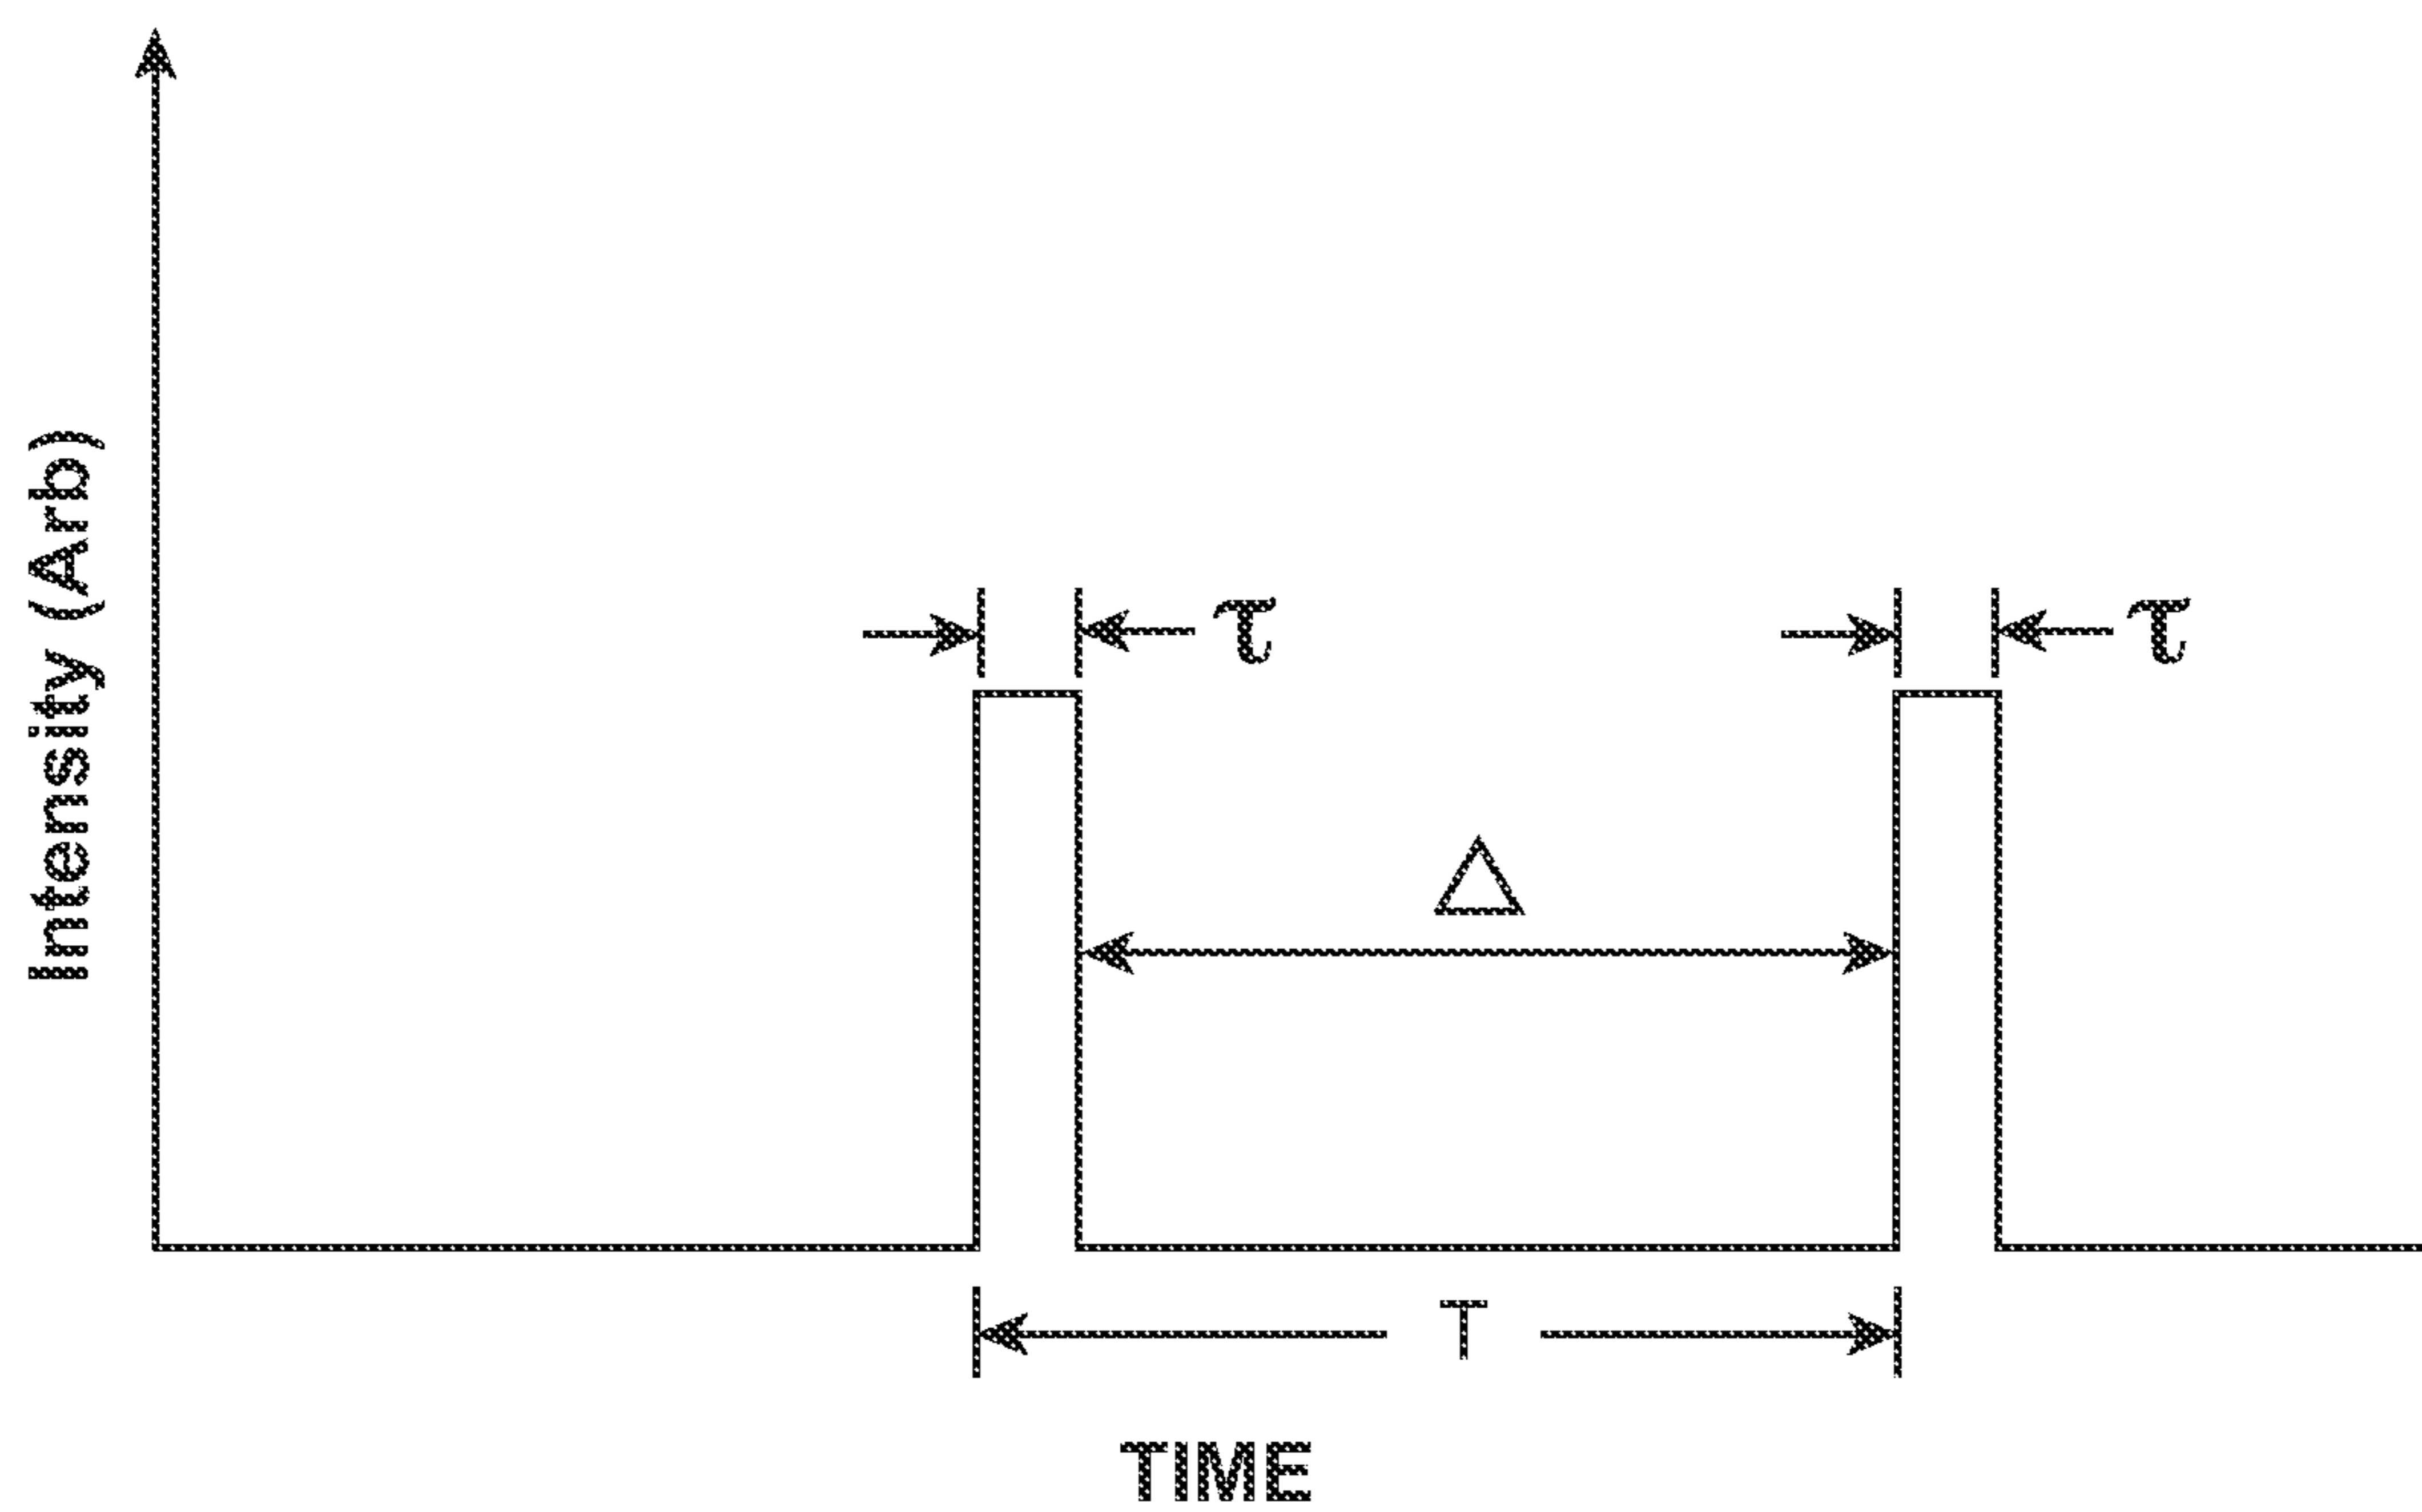 Intensity (Arb)
τ
τ
Δ
T
TIME